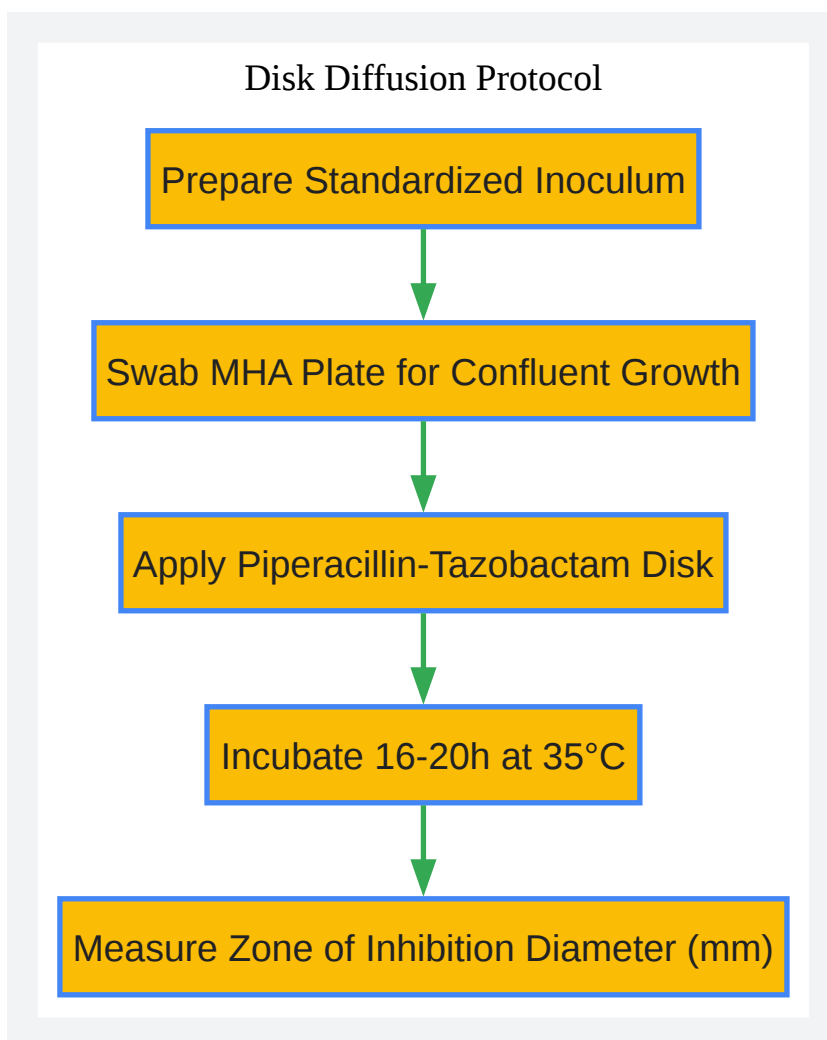 Disk Diffusion Protocol
Prepare Standardized Inoculum
Swab MHA Plate for Confluent Growth
Apply Piperacillin-Tazobactam Disk
Incubate 16-20h at 35°C
Measure Zone of Inhibition Diameter (mm)